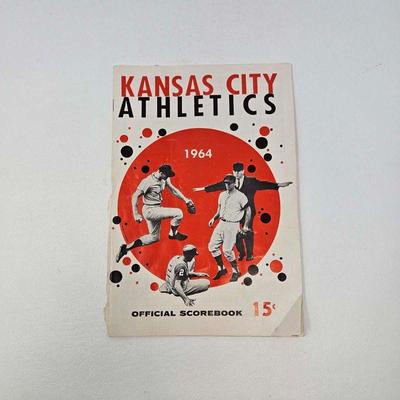 KANSAS CITY
ATHLETICS
1964
OFFICIAL SCOREBOOK 15¢